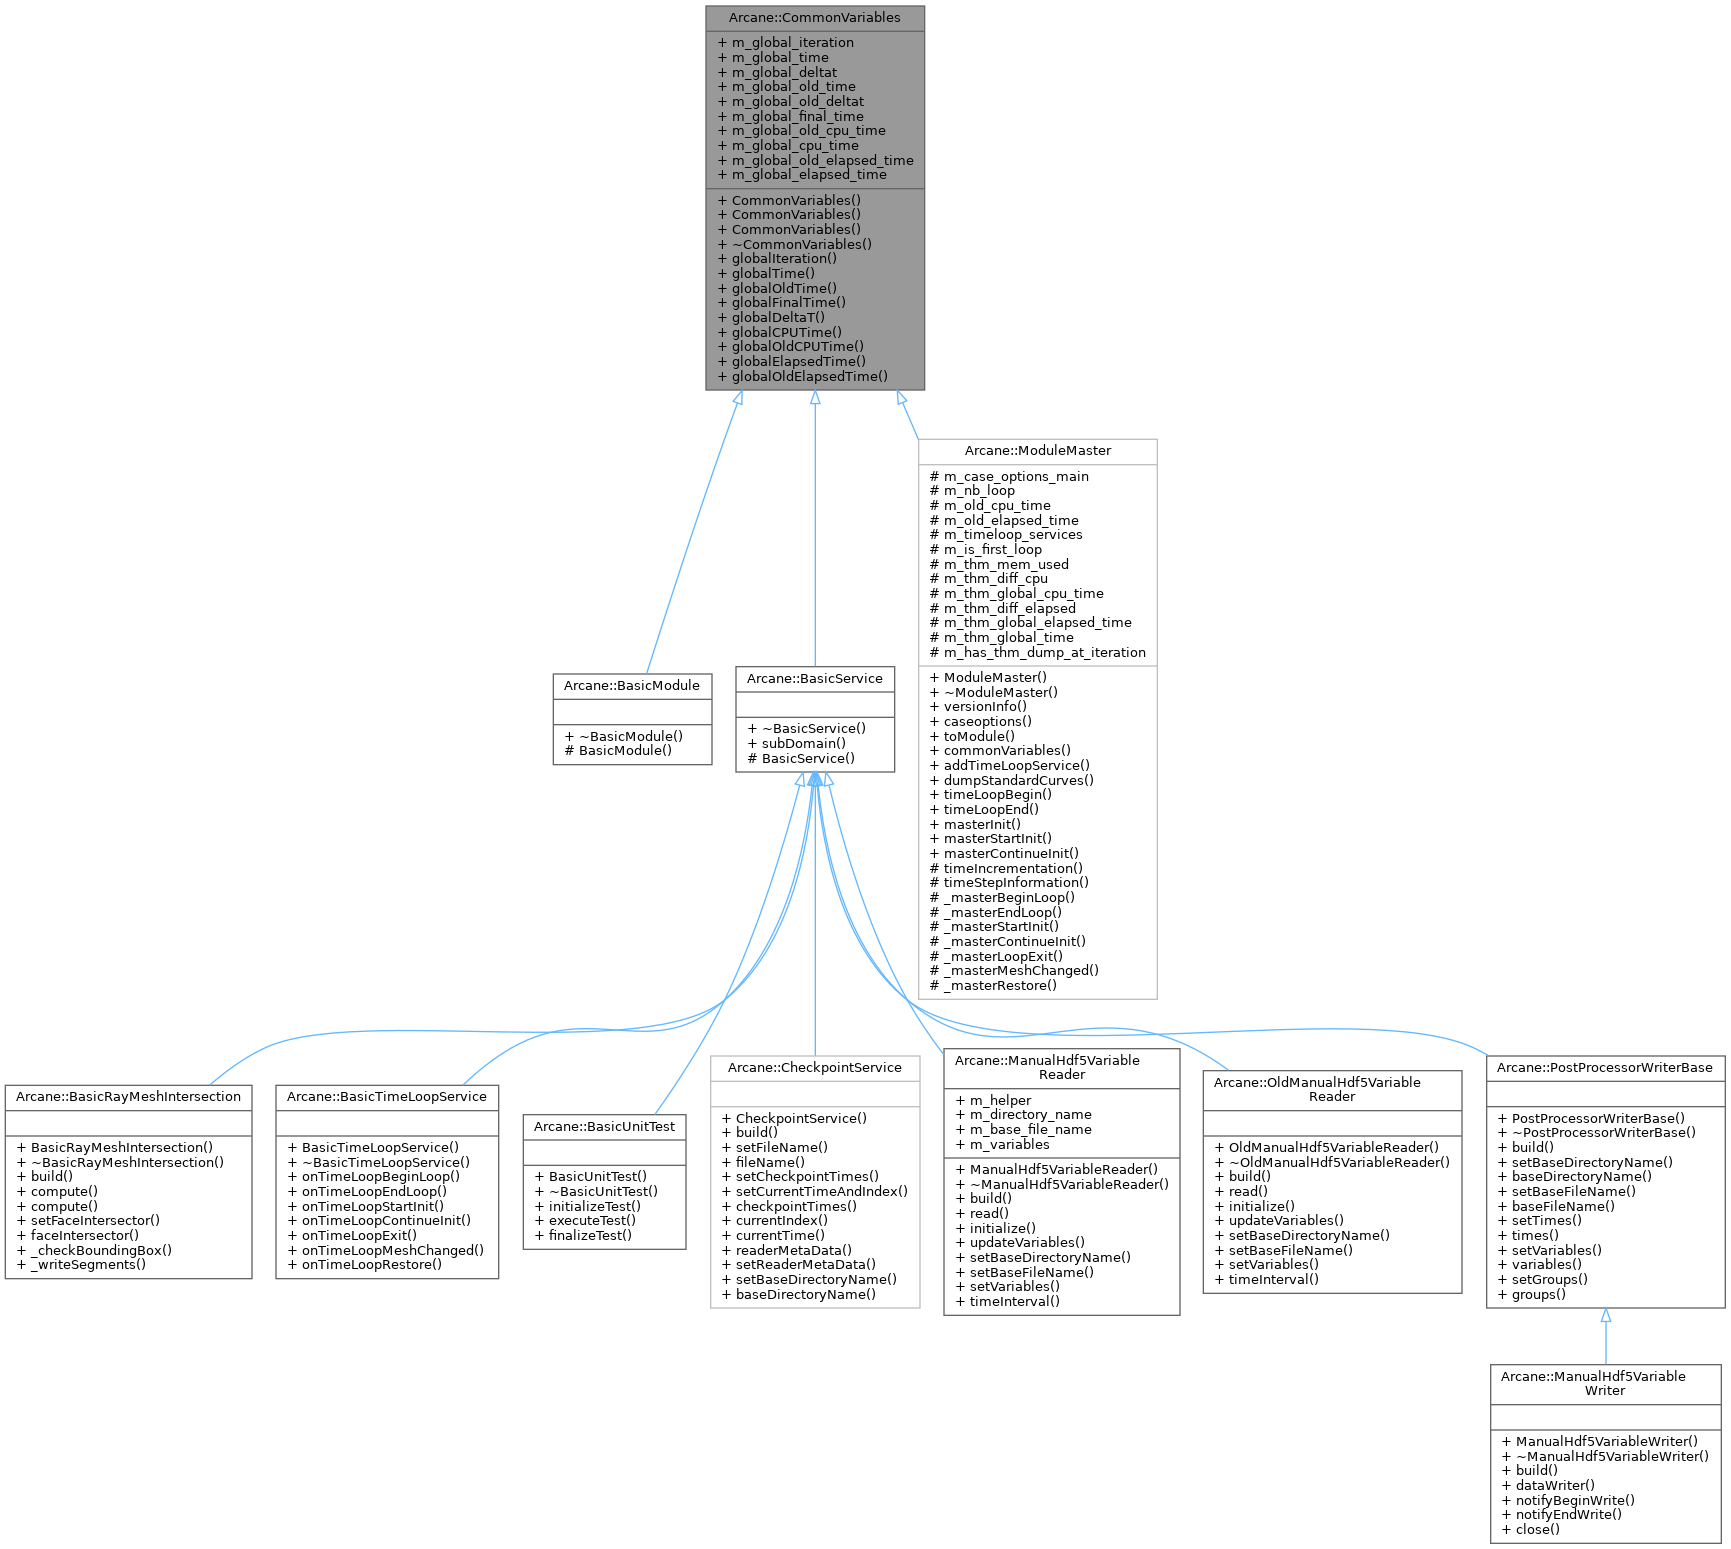 Arcane::CommonVariables
+ m_global_iteration
+ m_global_time
+ m_global_deltat
+ m_global_old_time
+ m_global_old_deltat
+ m_global_final_time
+ m_global_old_cpu_time
+ m_global_cpu_time
+ m_global_old_elapsed_time
+ m_global_elapsed_time
+ CommonVariables()
+ CommonVariables()
+ CommonVariables()
+ ~CommonVariables()
+ globalIteration()
+ globalTime()
+ globalOldTime()
+ globalFinalTime()
+ globalDeltaT()
+ globalCPUTime()
+ globalOldCPUTime()
+ globalElapsedTime()
+ globalOldElapsedTime()
Arcane::BasicModule
+ ~BasicModule()
# BasicModule()
Arcane::BasicService
+ ~BasicService()
+ subDomain()
# BasicService()
Arcane::ModuleMaster
# m_case_options_main
# m_nb_loop
# m_old_cpu_time
# m_old_elapsed_time
# m_timeloop_services
# m_is_first_loop
# m_thm_mem_used
# m_thm_diff_cpu
# m_thm_global_cpu_time
# m_thm_diff_elapsed
# m_thm_global_elapsed_time
# m_thm_global_time
# m_has_thm_dump_at_iteration
+ ModuleMaster()
+ ~ModuleMaster()
+ versionInfo()
+ caseoptions()
+ toModule()
+ commonVariables()
+ addTimeLoopService()
+ dumpStandardCurves()
+ timeLoopBegin()
+ timeLoopEnd()
+ masterInit()
+ masterStartInit()
+ masterContinueInit()
# timeIncrementation()
# timeStepInformation()
# _masterBeginLoop()
# _masterEndLoop()
# _masterStartInit()
# _masterContinueInit()
# _masterLoopExit()
# _masterMeshChanged()
# _masterRestore()
Arcane::BasicRayMeshIntersection
+ BasicRayMeshIntersection()
+ ~BasicRayMeshIntersection()
+ build()
+ compute()
+ compute()
+ setFaceIntersector()
+ faceIntersector()
+ _checkBoundingBox()
+ _writeSegments()
Arcane::BasicTimeLoopService
+ BasicTimeLoopService()
+ ~BasicTimeLoopService()
+ onTimeLoopBeginLoop()
+ onTimeLoopEndLoop()
+ onTimeLoopStartInit()
+ onTimeLoopContinueInit()
+ onTimeLoopExit()
+ onTimeLoopMeshChanged()
+ onTimeLoopRestore()
Arcane::BasicUnitTest
+ BasicUnitTest()
+ ~BasicUnitTest()
+ initializeTest()
+ executeTest()
+ finalizeTest()
Arcane::CheckpointService
+ CheckpointService()
+ build()
+ setFileName()
+ fileName()
+ setCheckpointTimes()
+ setCurrentTimeAndIndex()
+ checkpointTimes()
+ currentIndex()
+ currentTime()
+ readerMetaData()
+ setReaderMetaData()
+ setBaseDirectoryName()
+ baseDirectoryName()
Arcane::ManualHdf5Variable
Reader
+ m_helper
+ m_directory_name
+ m_base_file_name
+ m_variables
+ ManualHdf5VariableReader()
+ ~ManualHdf5VariableReader()
+ build()
+ read()
+ initialize()
+ updateVariables()
+ setBaseDirectoryName()
+ setBaseFileName()
+ setVariables()
+ timeInterval()
Arcane::OldManualHdf5Variable
Reader
+ OldManualHdf5VariableReader()
+ ~OldManualHdf5VariableReader()
+ build()
+ read()
+ initialize()
+ updateVariables()
+ setBaseDirectoryName()
+ setBaseFileName()
+ setVariables()
+ timeInterval()
Arcane::PostProcessorWriterBase
+ PostProcessorWriterBase()
+ ~PostProcessorWriterBase()
+ build()
+ setBaseDirectoryName()
+ baseDirectoryName()
+ setBaseFileName()
+ baseFileName()
+ setTimes()
+ times()
+ setVariables()
+ variables()
+ setGroups()
+ groups()
Arcane::ManualHdf5Variable
Writer
+ ManualHdf5VariableWriter()
+ ~ManualHdf5VariableWriter()
+ build()
+ dataWriter()
+ notifyBeginWrite()
+ notifyEndWrite()
+ close()